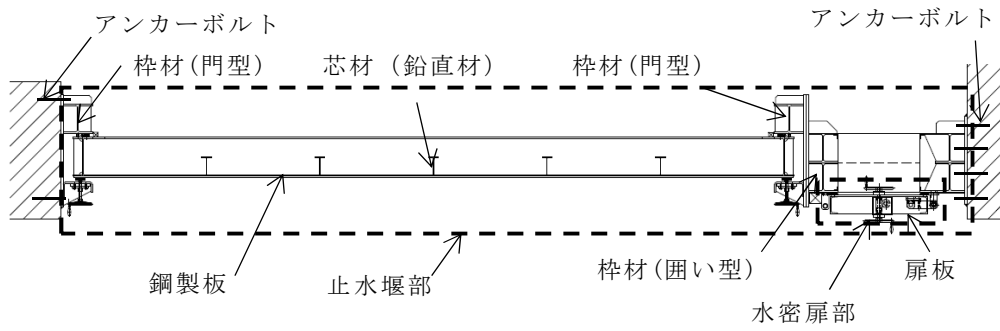 アンカーボルト
アンカーボルト
枠材(門型)
芯材(鉛直材)
枠材(門型)
鋼製板
止水堰部
枠材(囲い型)
扉板
水密扉部